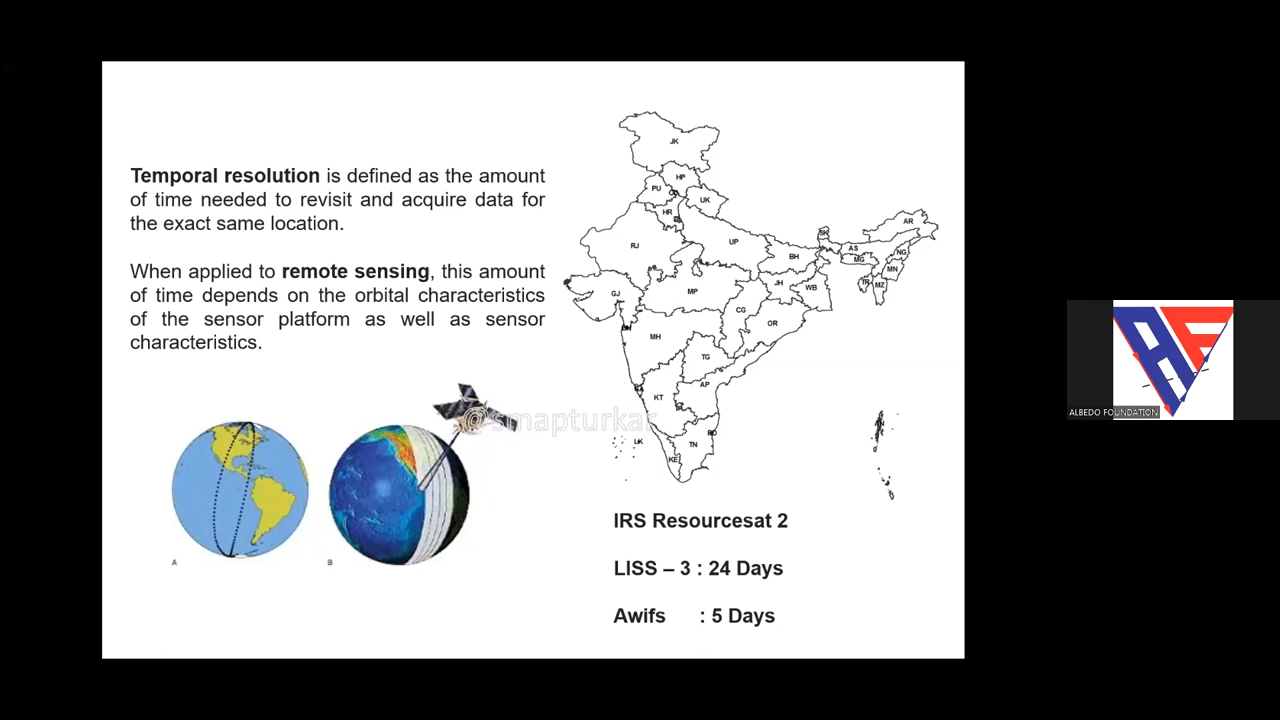 Temporal resolution is defined as the amount
of time needed to revisit and acquire data for
the exact same location.
When applied to remote sensing, this amount
of time depends on the orbital characteristics
of the sensor platform as well as sensor
characteristics.
A
B
@smapturkar
JK
HP
PU
UK
HR
RJ
UP
BH
SK
AS
AR
MG
NG
MN
TR
MZ
GJ
MP
JH
WB
CG
OR
MH
TG
AP
KT
LK
TN
KE
IRS Resourcesat 2
LISS – 3 : 24 Days
Awifs : 5 Days
AF
ALBEDO FOUNDATION